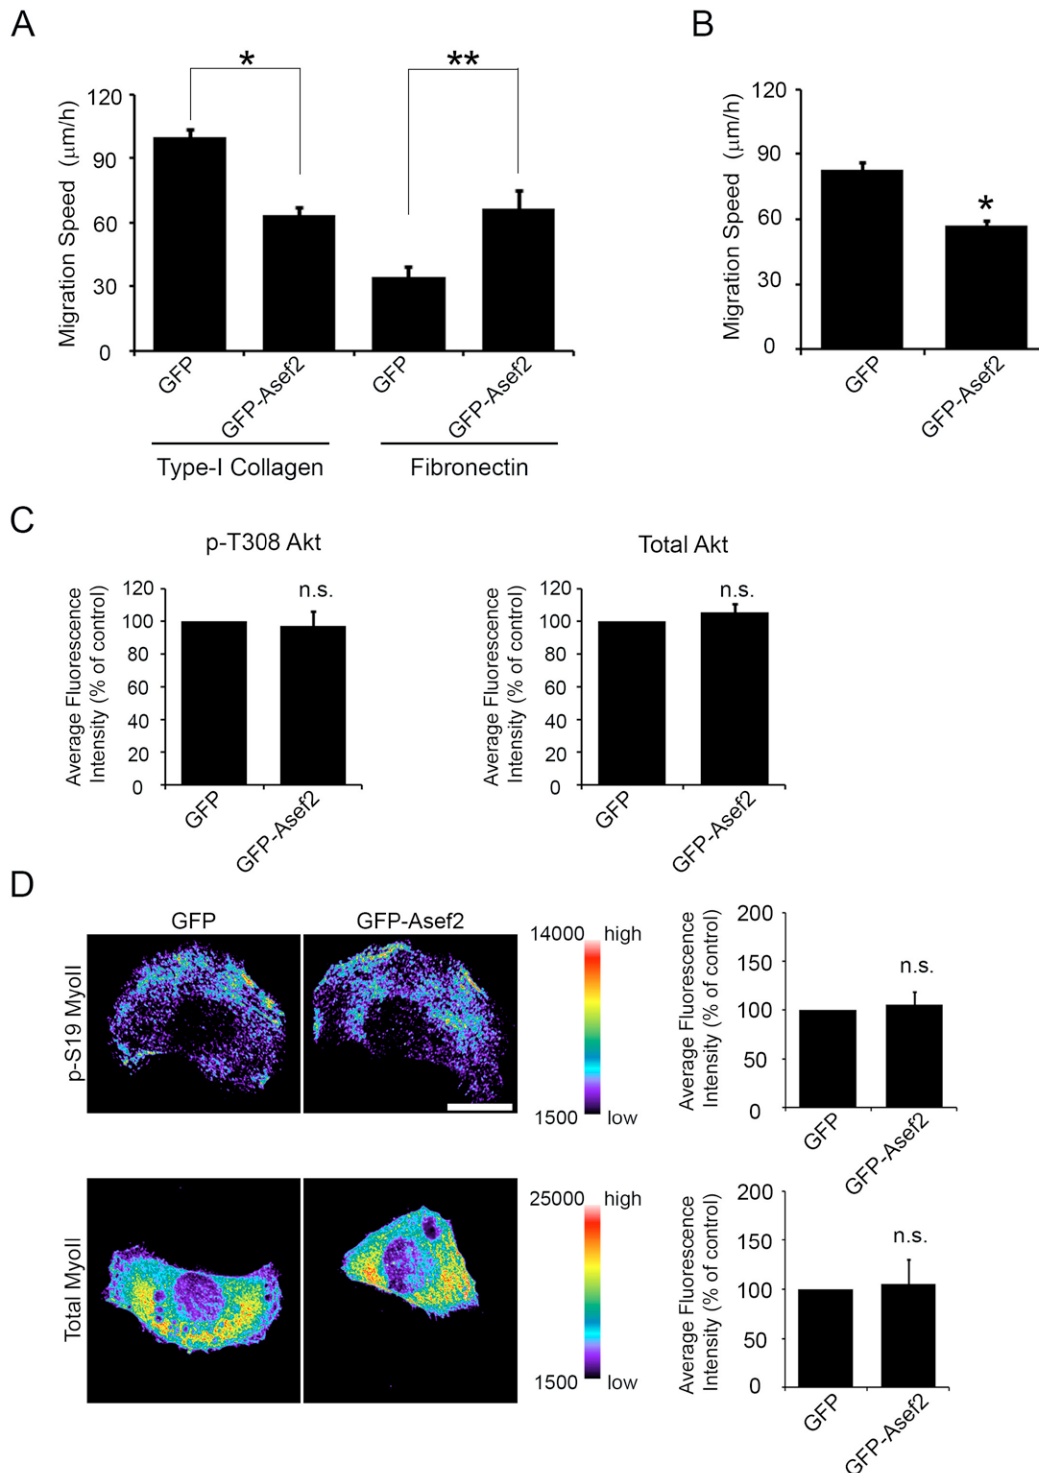 A
Migration Speed (μm/h)
120
90
60
30
0
*
**
GFP
GFP-Asef2
GFP
GFP-Asef2
Type-I Collagen
Fibronectin
B
Migration Speed (μm/h)
120
90
60
30
0
*
GFP
GFP-Asef2
C
p-T308 Akt
Average Fluorescence
Intensity (% of control)
120
100
80
60
40
20
0
n.s.
GFP
GFP-Asef2
Total Akt
Average Fluorescence
Intensity (% of control)
120
100
80
60
40
20
0
n.s.
GFP
GFP-Asef2
D
GFP
GFP-Asef2
p-S19 MyoII
14000 high
1500 low
Average Fluorescence
Intensity (% of control)
200
150
100
50
0
n.s.
GFP
GFP-Asef2
Total MyoII
25000 high
1500 low
Average Fluorescence
Intensity (% of control)
200
150
100
50
0
n.s.
GFP
GFP-Asef2